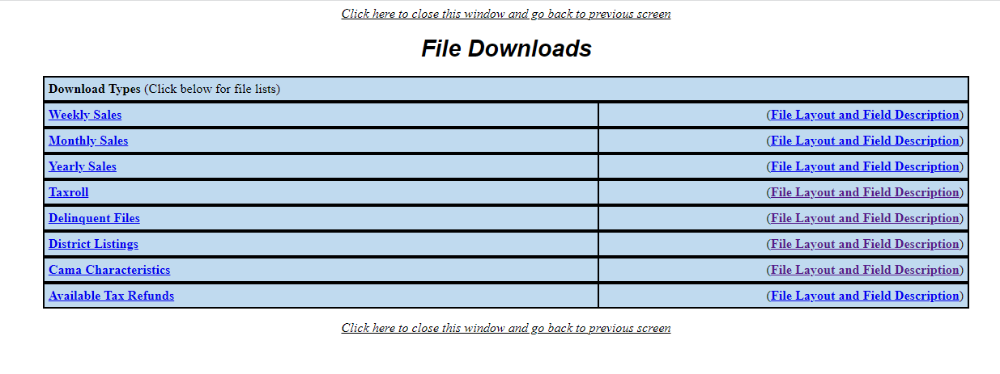 Click here to close this window and go back to previous screen
File Downloads
Download Types (Click below for file lists)
Weekly Sales (File Layout and Field Description)
Monthly Sales (File Layout and Field Description)
Yearly Sales (File Layout and Field Description)
Taxroll (File Layout and Field Description)
Delinquent Files (File Layout and Field Description)
District Listings (File Layout and Field Description)
Cama Characteristics (File Layout and Field Description)
Available Tax Refunds (File Layout and Field Description)
Click here to close this window and go back to previous screen